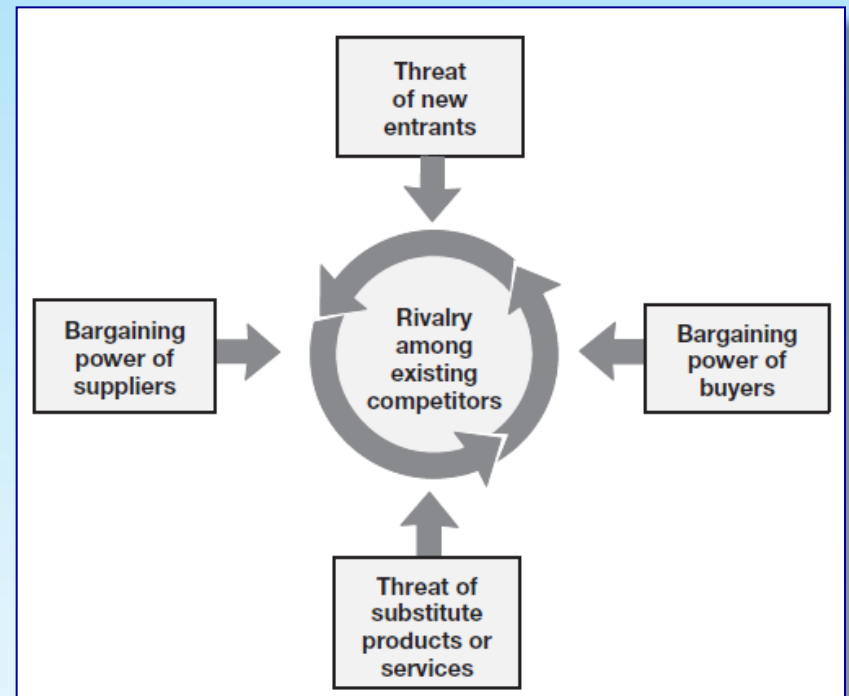 Threat
of new
entrants
Bargaining
power of
suppliers
Rivalry
among
existing
competitors
Bargaining
power of
buyers
Threat of
substitute
products or
services